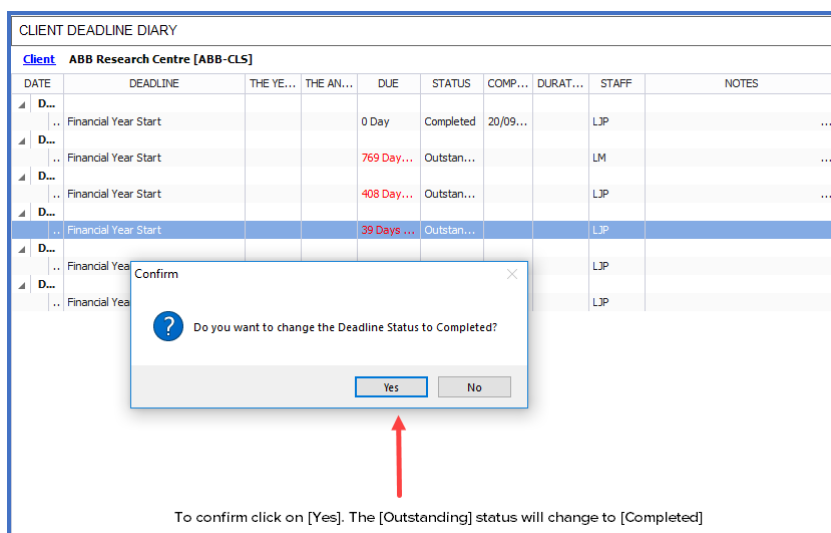 CLIENT DEADLINE DIARY
Client ABB Research Centre [ABB-CLS]
DATE DEADLINE THE YE... THE AN... DUE STATUS COMP... DURAT... STAFF NOTES
D...
.. Financial Year Start 0 Day Completed 20/09... LJP ...
D...
.. Financial Year Start 769 Day... Outstan... LM ...
D...
.. Financial Year Start 408 Day... Outstan... LJP ...
D...
.. Financial Year Start 39 Days ... Outstan... LJP
D...
.. Financial Yea LJP
D...
.. Financial Yea LJP
Confirm
Do you want to change the Deadline Status to Completed?
Yes No
To confirm click on [Yes]. The [Outstanding] status will change to [Completed]